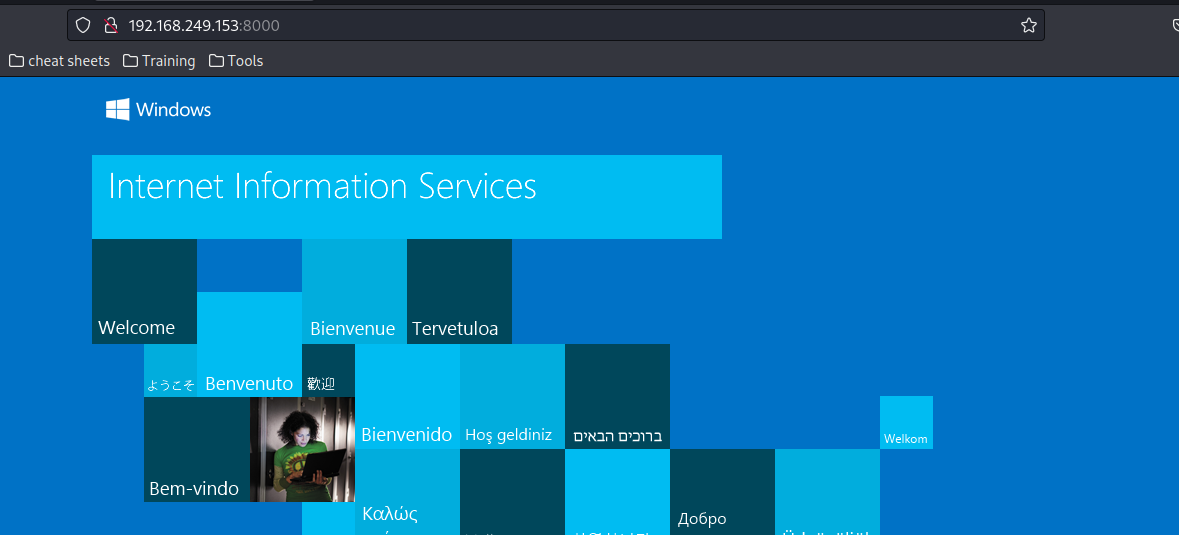 192.168.249.153:8000
cheat sheets Training Tools
Windows
Internet Information Services
Welcome
Bienvenue
Tervetuloa
ようこそ
Benvenuto
歡迎
Bienvenido
Hoş geldiniz
ברוכים הבאים
Welkom
Bem-vindo
Καλώς
Добро